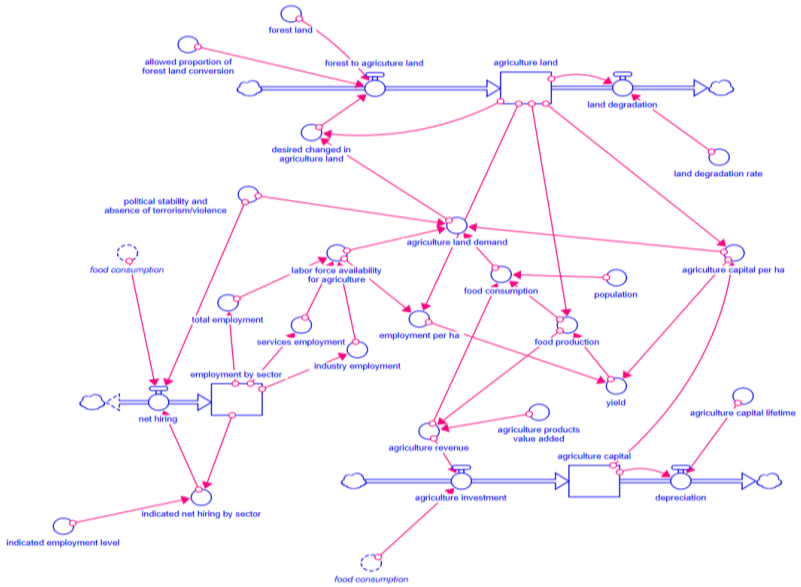 forest land
allowed proportion of
forest land conversion
forest to agricuture land
agriculture land
land degradation
desired changed in
agriculture land
land degradation rate
political stability and
absence of terrorism/violence
agriculture land demand
food consumption
labor force availability
for agriculture
agriculture capital per ha
food consumption
population
total employment
services employment
employment per ha
food production
industry employment
employment by sector
yield
net hiring
agriculture capital lifetime
agriculture products
value added
agriculture revenue
agriculture capital
agriculture investment
depreciation
indicated net hiring by sector
indicated employment level
food consumption